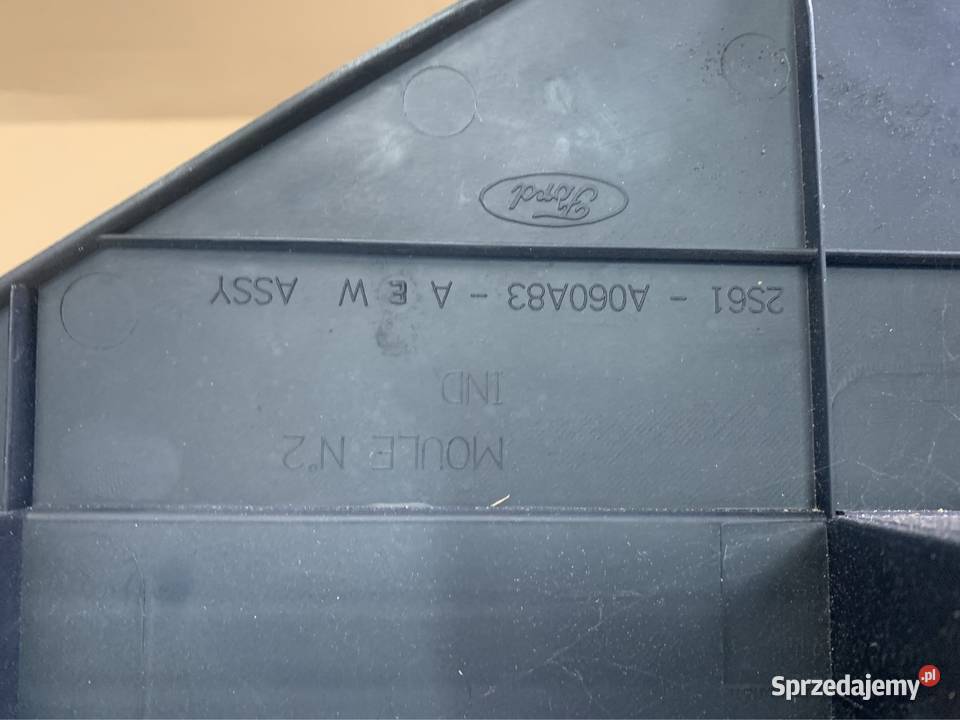 MOULE N°2
IND
2S61 - A060A83 - A E W ASSY
Ford
Sprzedajemy.pl